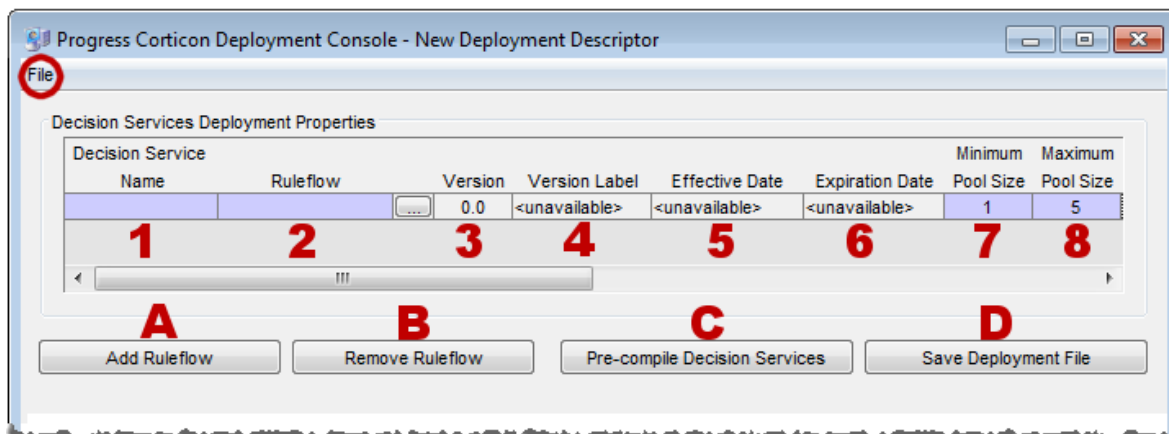 Progress Corticon Deployment Console - New Deployment Descriptor
File
Decision Services Deployment Properties
Decision Service Minimum Maximum
Name Ruleflow Version Version Label Effective Date Expiration Date Pool Size Pool Size
... 0.0 <unavailable> <unavailable> <unavailable> 1 5
1 2 3 4 5 6 7 8
A B C D
Add Ruleflow Remove Ruleflow Pre-compile Decision Services Save Deployment File